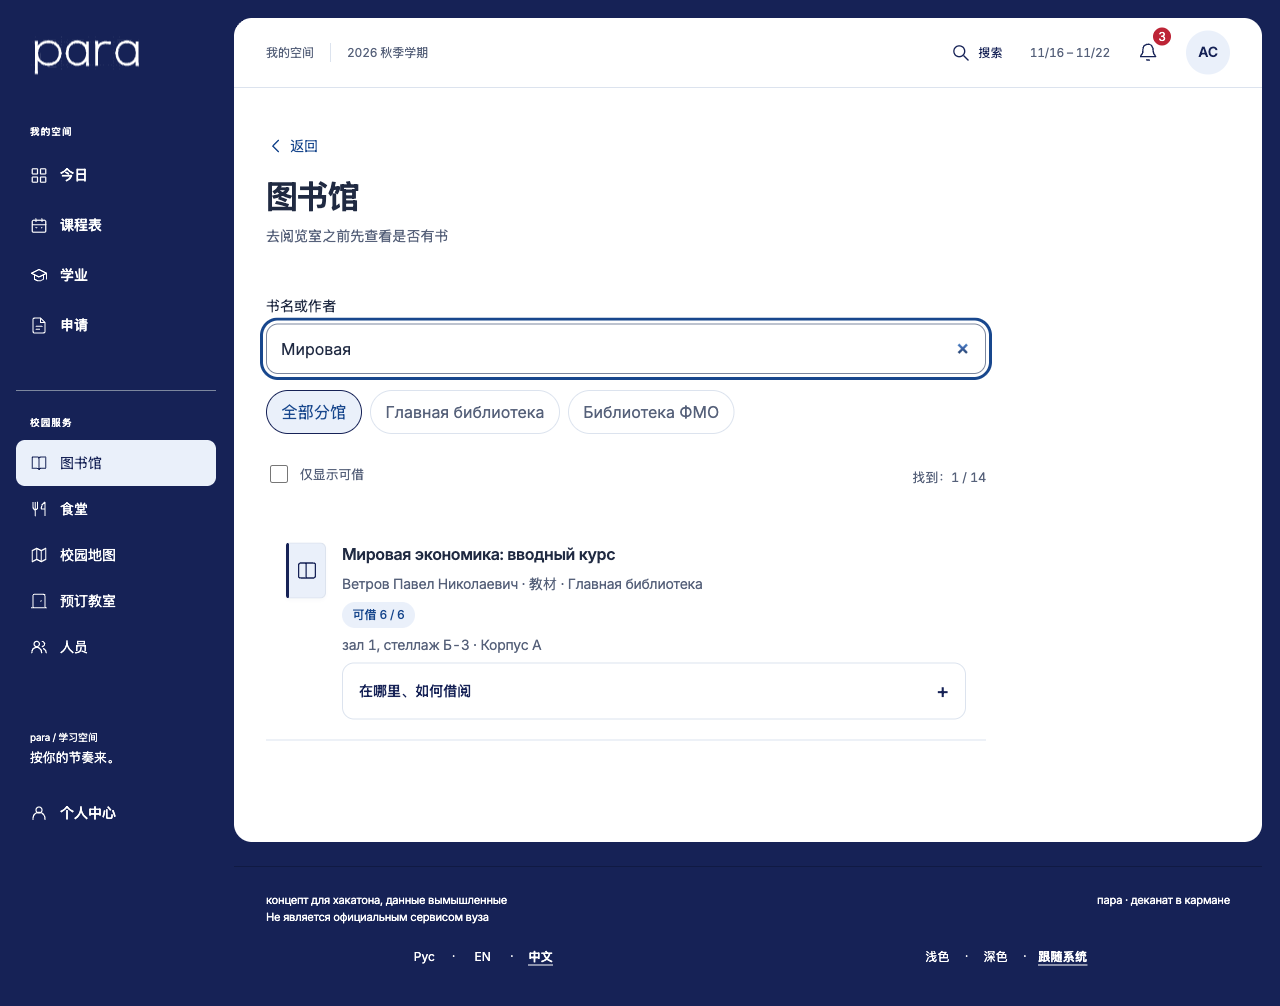 para
我的空间
今日
课程表
学业
申请
校园服务
图书馆
食堂
校园地图
预订教室
人员
para / 学习空间
按你的节奏来。
个人中心
我的空间
2026 秋季学期
搜索
11/16 – 11/22
3
AC
返回
图书馆
去阅览室之前先查看是否有书
书名或作者
Мировая
全部分馆
Главная библиотека
Библиотека ФМО
仅显示可借
找到：1 / 14
Мировая экономика: вводный курс
Ветров Павел Николаевич · 教材 · Главная библиотека
可借 6 / 6
зал 1, стеллаж Б-3 · Корпус А
在哪里、如何借阅
концепт для хакатона, данные вымышленные
Не является официальным сервисом вуза
пара · деканат в кармане
Рус · EN · 中文
浅色 · 深色 · 跟随系统